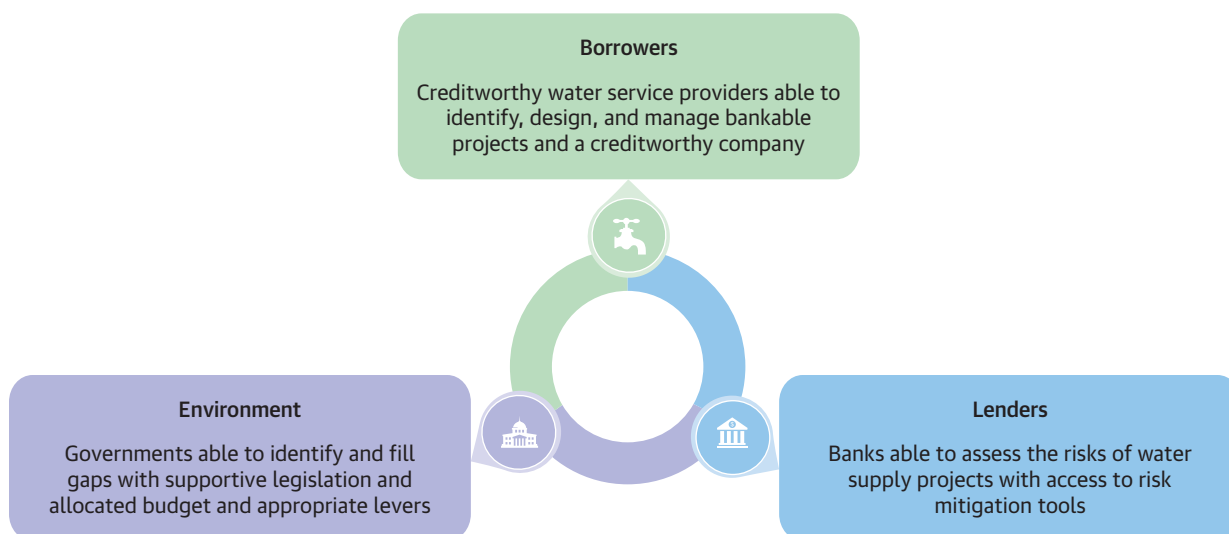 Borrowers
Creditworthy water service providers able to
identify, design, and manage bankable
projects and a creditworthy company
Environment
Governments able to identify and fill
gaps with supportive legislation and
allocated budget and appropriate levers
Lenders
Banks able to assess the risks of water
supply projects with access to risk
mitigation tools